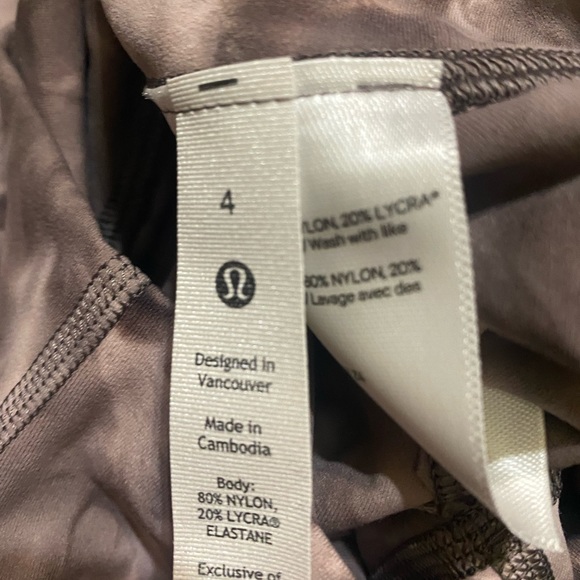 4
Designed in
Vancouver
Made in
Cambodia
Body:
80% NYLON,
20% LYCRA®
ELASTANE
Exclusive of
20% LYCRA®
Wash with like
80% NYLON, 20%
Lavage avec des